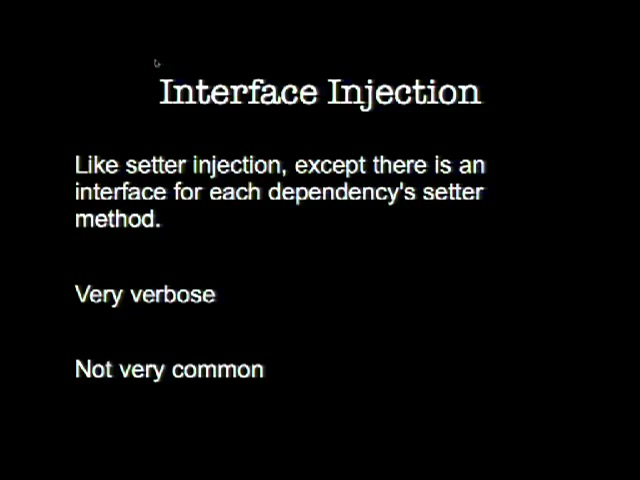 Interface Injection
Like setter injection, except there is an
interface for each dependency's setter
method.
Very verbose
Not very common